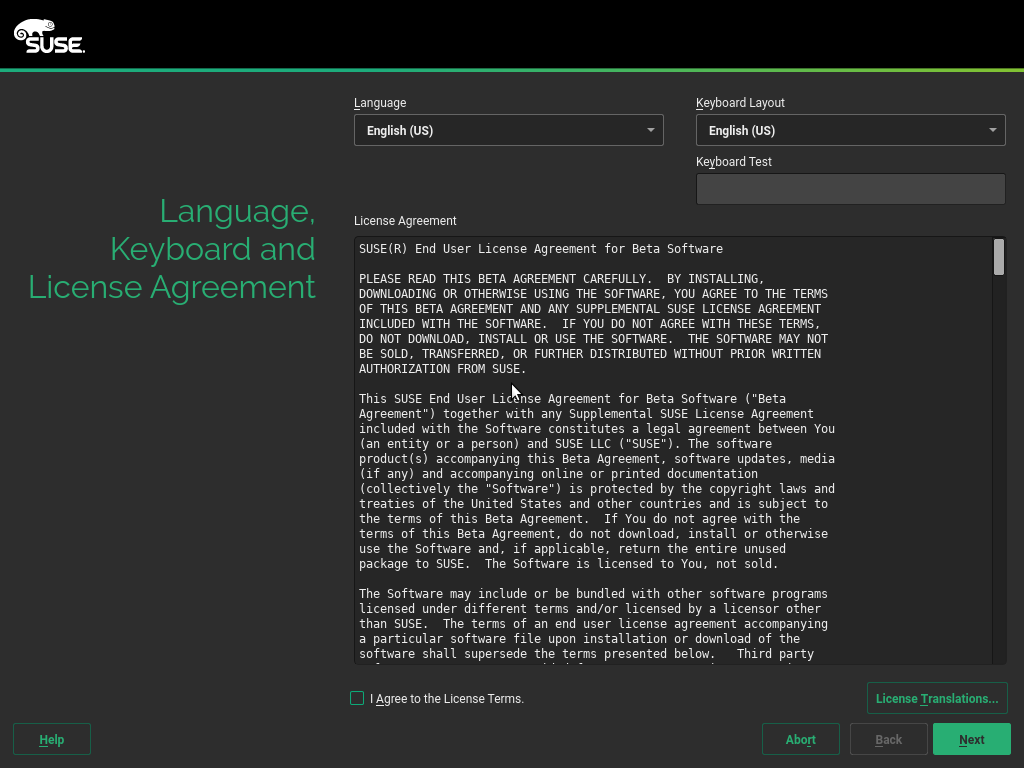 SUSE.
Language
Keyboard Layout
English (US)
English (US)
Keyboard Test
Language,
Keyboard and
License Agreement
License Agreement
SUSE(R) End User License Agreement for Beta Software
PLEASE READ THIS BETA AGREEMENT CAREFULLY.  BY INSTALLING,
DOWNLOADING OR OTHERWISE USING THE SOFTWARE, YOU AGREE TO THE TERMS
OF THIS BETA AGREEMENT AND ANY SUPPLEMENTAL SUSE LICENSE AGREEMENT
INCLUDED WITH THE SOFTWARE.  IF YOU DO NOT AGREE WITH THESE TERMS,
DO NOT DOWNLOAD, INSTALL OR USE THE SOFTWARE.  THE SOFTWARE MAY NOT
BE SOLD, TRANSFERRED, OR FURTHER DISTRIBUTED WITHOUT PRIOR WRITTEN
AUTHORIZATION FROM SUSE.
This SUSE End User License Agreement for Beta Software ("Beta
Agreement") together with any Supplemental SUSE License Agreement
included with the Software constitutes a legal agreement between You
(an entity or a person) and SUSE LLC ("SUSE"). The software
product(s) accompanying this Beta Agreement, software updates, media
(if any) and accompanying online or printed documentation
(collectively the "Software") is protected by the copyright laws and
treaties of the United States and other countries and is subject to
the terms of this Beta Agreement.  If You do not agree with the
terms of this Beta Agreement, do not download, install or otherwise
use the Software and, if applicable, return the entire unused
package to SUSE.  The Software is licensed to You, not sold.
The Software may include or be bundled with other software programs
licensed under different terms and/or licensed by a licensor other
than SUSE.  The terms of an end user license agreement accompanying
a particular software file upon installation or download of the
software shall supersede the terms presented below.   Third party
I Agree to the License Terms.
License Translations...
Help
Abort
Back
Next